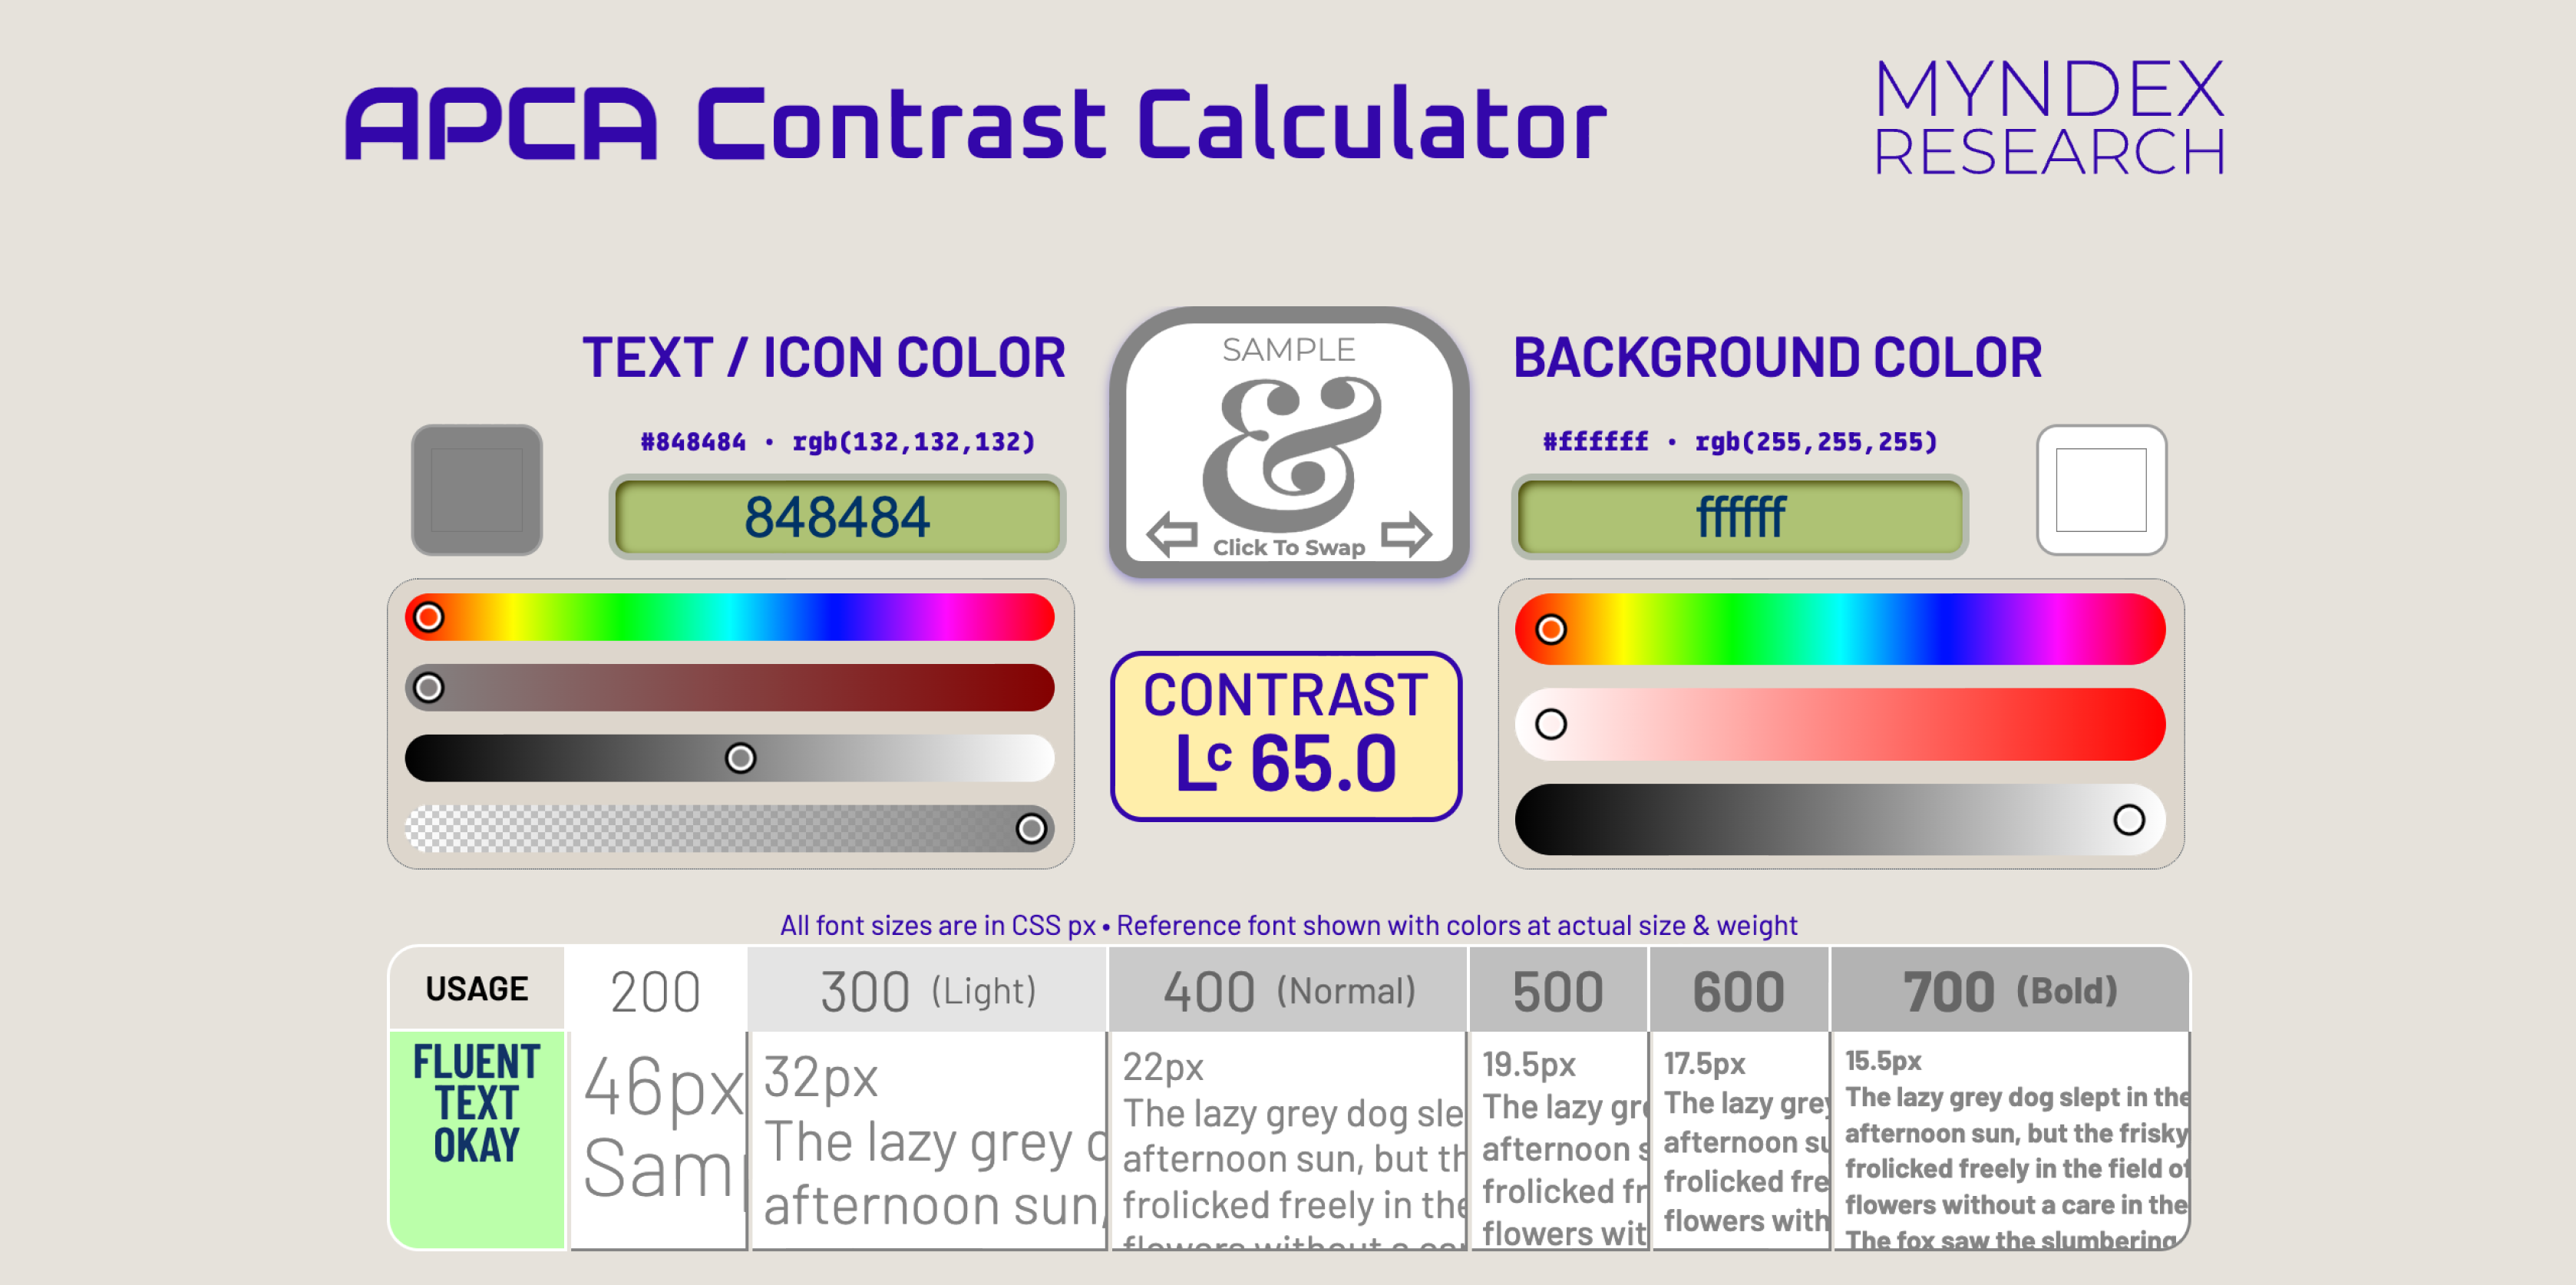 APCA Contrast Calculator
MYNDEX
RESEARCH
TEXT / ICON COLOR
#848484 • rgb(132,132,132)
848484
SAMPLE
&
Click To Swap
BACKGROUND COLOR
#ffffff • rgb(255,255,255)
ffffff
CONTRAST
Lc 65.0
All font sizes are in CSS px • Reference font shown with colors at actual size & weight
USAGE
200
300 (Light)
400 (Normal)
500
600
700 (Bold)
FLUENT
TEXT
OKAY
46px
Sam
32px
The lazy grey d
afternoon sun,
22px
The lazy grey dog sle
afternoon sun, but th
frolicked freely in the
flowers without a car
19.5px
The lazy gre
afternoon s
frolicked fr
flowers wit
17.5px
The lazy grey
afternoon su
frolicked fre
flowers with
15.5px
The lazy grey dog slept in the
afternoon sun, but the frisky
frolicked freely in the field of
flowers without a care in the
The fox saw the slumbering